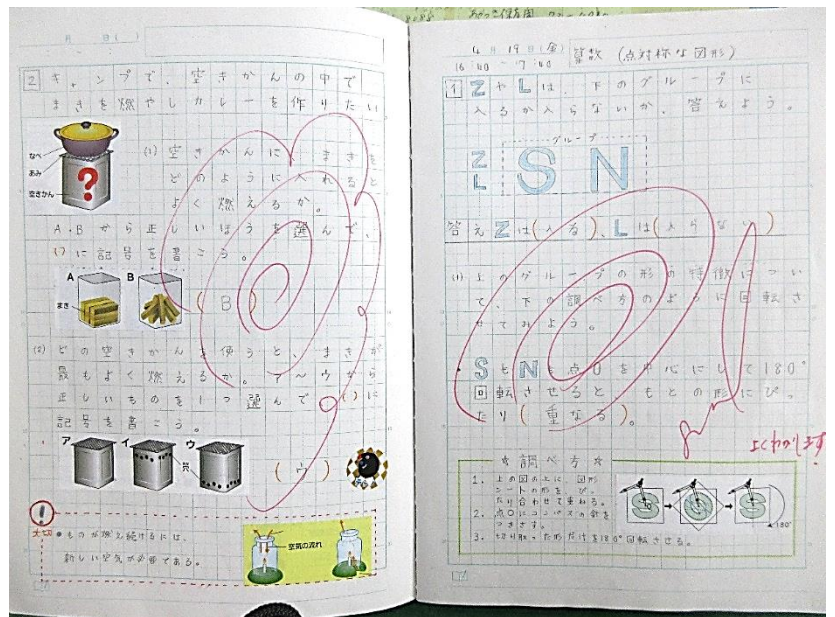 月 日( )
2 キャンプで、空きかんの中で
まきを燃やしカレーを作りたい
なべ
あみ
空きかん
?
(1) 空きかんに、まきを
どのように入れると
よく燃えるか。
A・Bから正しいほうを選んで、
( )に記号を書こう。
A B
まき
(B)
(2) どの空きかんを使うと、まきが
最もよく燃えるか。ア〜ウから
正しいものを1つ選んで( )に
記号を書こう。
ア イ ウ
穴
(ウ)
!
大切
●ものが燃え続けるには、
新しい空気が必要である。
空気の流れ
4月19日(金) 算数 (点対称な図形)
16:40 - 17:40
1 ZやLは、下のグループに
入るか入らないか、答えよう。
グループ
Z
L
S N
答え Zは(入る)、Lは(入らない)
(1) 上のグループの形の特徴につい
て、下の調べ方のように回転さ
せてみよう。
・SもNも点Oを中心にして180°
回転させると、もとの形にぴっ
たり(重なる)。
よくわかります
☆調べ方☆
1. 上の図の上に、図形
シートの形を、ぴっ
たり合わせて重ねる。
2. 点Oにコンパスの針を
つきさす。
3. 切り取った形だけを180°回転させる。
180°